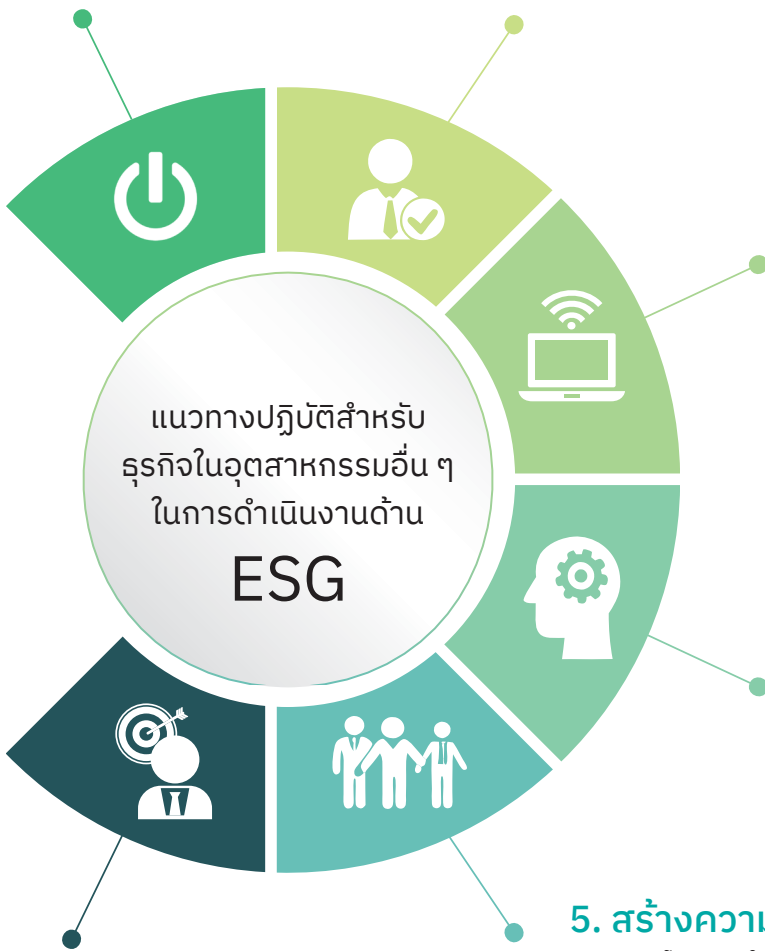 แนวทางปฏิบัติสำหรับ
ธุรกิจในอุตสาหกรรมอื่น ๆ
ในการดำเนินงานด้าน
ESG
5. สร้างความ